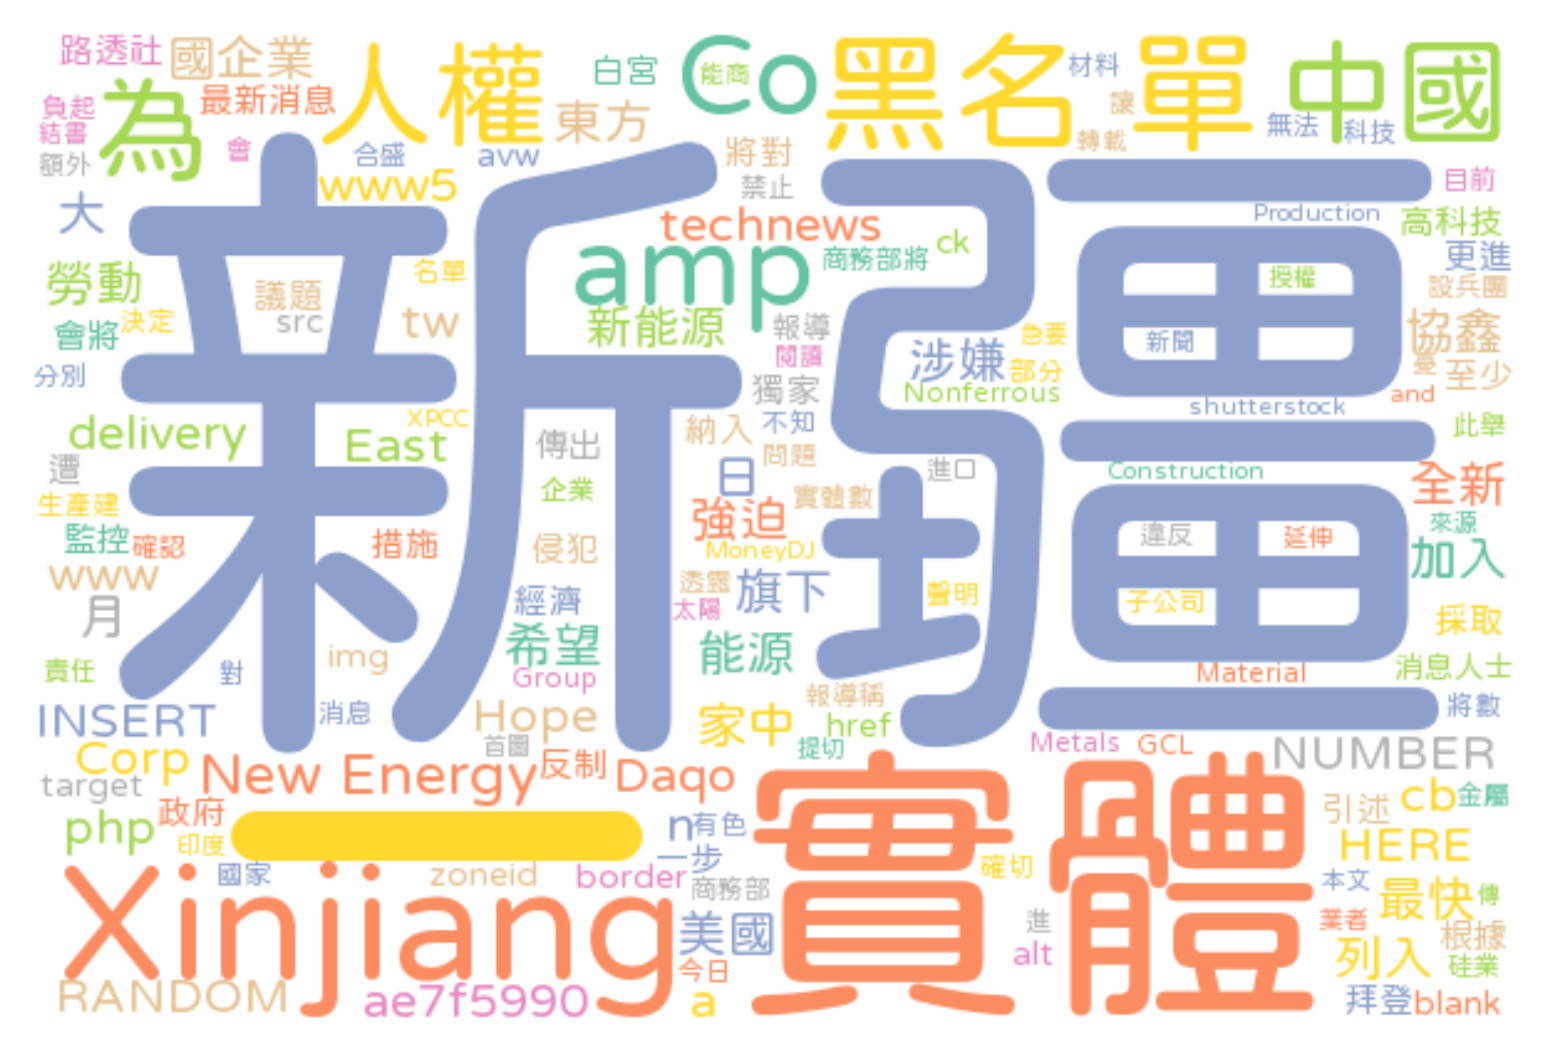 路透社 國企業 人權 白宮 Co 能商 黑名單 材料 中國
負起 為 最新消息 東方 讓 無法 科技
結書 會 合盛 avw 將對 轉載
額外 www5 禁止 目前
大 新疆 technews Production 高科技
勞動 名單 amp 商務部將 ck 授權 更進
議題 設兵團
會將 決定 src tw 新能源 報導 急要 新聞 協鑫
分別 閱讀 涉嫌 部分 憂 至少
獨家 Nonferrous and
delivery XPCC East 傳出 納入 不知 shutterstock 此舉
遭 日 問題 進口 Construction 全新
生產建 企業 強迫 實體數 來源
監控 確認 措施 侵犯 MoneyDJ 違反 延伸 加入
www 經濟 透露 旗下 聲明 子公司
月 太陽 採取
希望 能源
責任 對 img Group 報導稱 Material 消息人士
INSERT 消息 Hope 家中 href 將數
首圖 提切 Metals GCL NUMBER
Corp New Energy 反制 Daqo 實體
target 引述 cb 金屬
php 政府 一 n 有色 HERE
印度 一步
Xinjiang 國家 zoneid border 商務部 確切 本文 最快 傳
美國 進 業者 根據
今日 alt 列入 硅業
RANDOM ae7f5990 a 拜登 blank